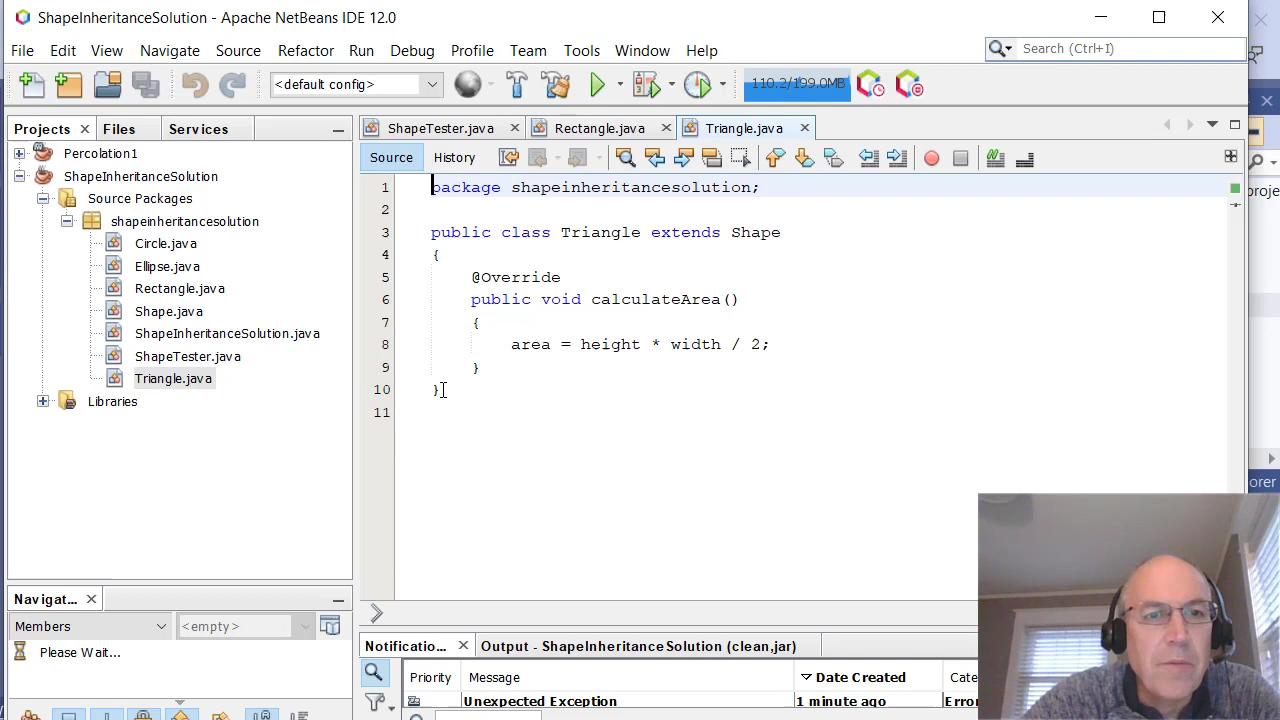 ShapeInheritanceSolution - Apache NetBeans IDE 12.0
File Edit View Navigate Source Refactor Run Debug Profile Team Tools Window Help
Search (Ctrl+I)
<default config>
110.2/199.0MB
Projects Files Services
ShapeTester.java Rectangle.java Triangle.java
Source History
Percolation1
ShapeInheritanceSolution
Source Packages
shapeinheritancesolution
Circle.java
Ellipse.java
Rectangle.java
Shape.java
ShapeInheritanceSolution.java
ShapeTester.java
Triangle.java
Libraries
1 package shapeinheritancesolution;
2
3 public class Triangle extends Shape
4 {
5 @Override
6 public void calculateArea()
7 {
8 area = height * width / 2;
9 }
10 }
11
proje
orer
Navigat...
Members
<empty>
Please Wait...
Notificatio... Output - ShapeInheritanceSolution (clean,jar)
Priority Message Date Created Cate
Unexpected Exception 1 minute ago Error